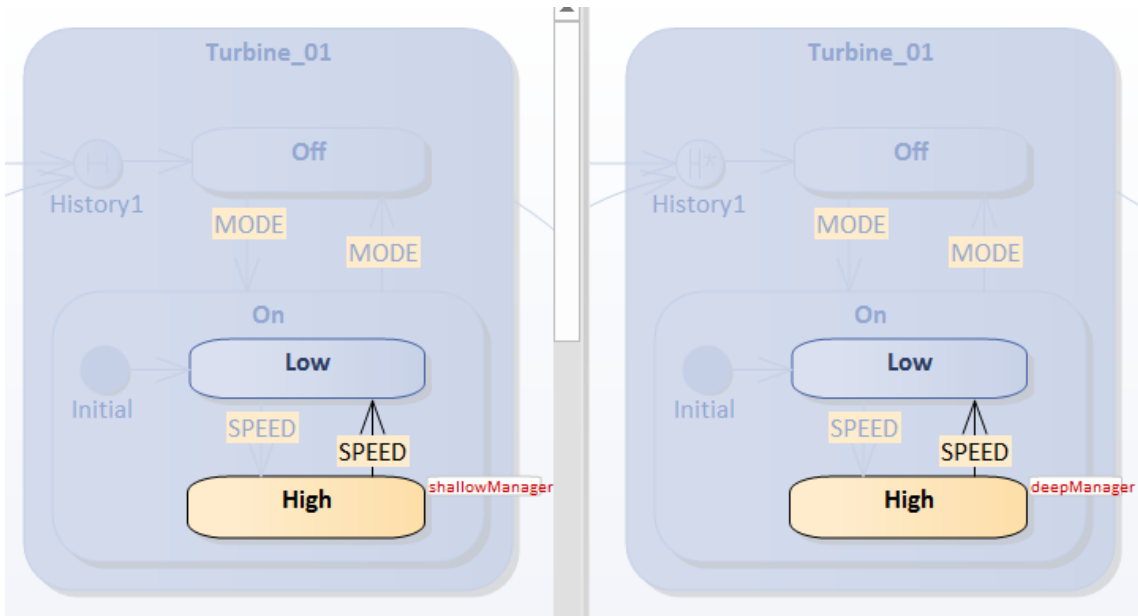 Turbine_01
H
Off
History1
MODE
MODE
On
Low
Initial
SPEED
SPEED
High
shallowManager
Turbine_01
H*
Off
History1
MODE
MODE
On
Low
Initial
SPEED
SPEED
High
deepManager